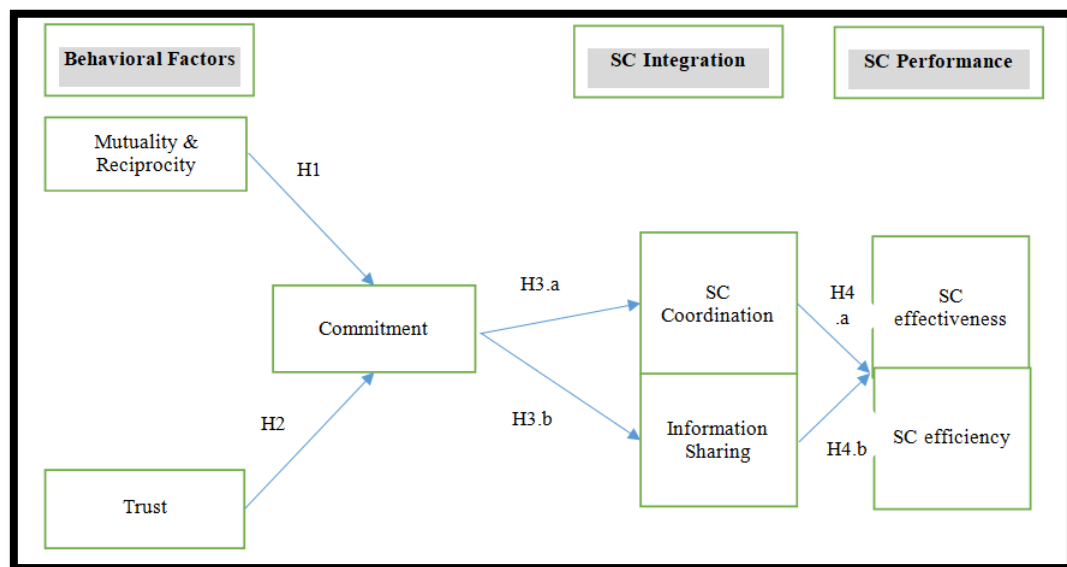 Behavioral Factors
SC Integration
SC Performance
Mutuality &
Reciprocity
H1
Commitment
H3.a
SC
Coordination
H4
.a
SC
effectiveness
H2
H3.b
Information
Sharing
H4.b
SC efficiency
Trust